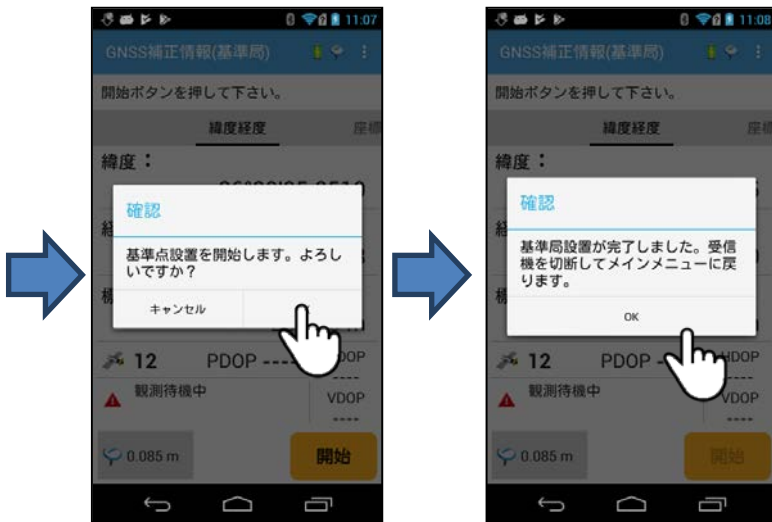 11:07
GNSS補正情報(基準局)
開始ボタンを押して下さい。
緯度経度
座標
緯度：
確認
基準点設置を開始します。よろし
いですか？
キャンセル
12 PDOP ----
観測待機中
VDOP
----
0.085 m
開始
11:08
GNSS補正情報(基準局)
開始ボタンを押して下さい。
緯度経度
座標
緯度：
確認
基準局設置が完了しました。受信
機を切断してメインメニューに戻
ります。
OK
12 PDOP
HDOP
----
観測待機中
VDOP
----
0.085 m
開始